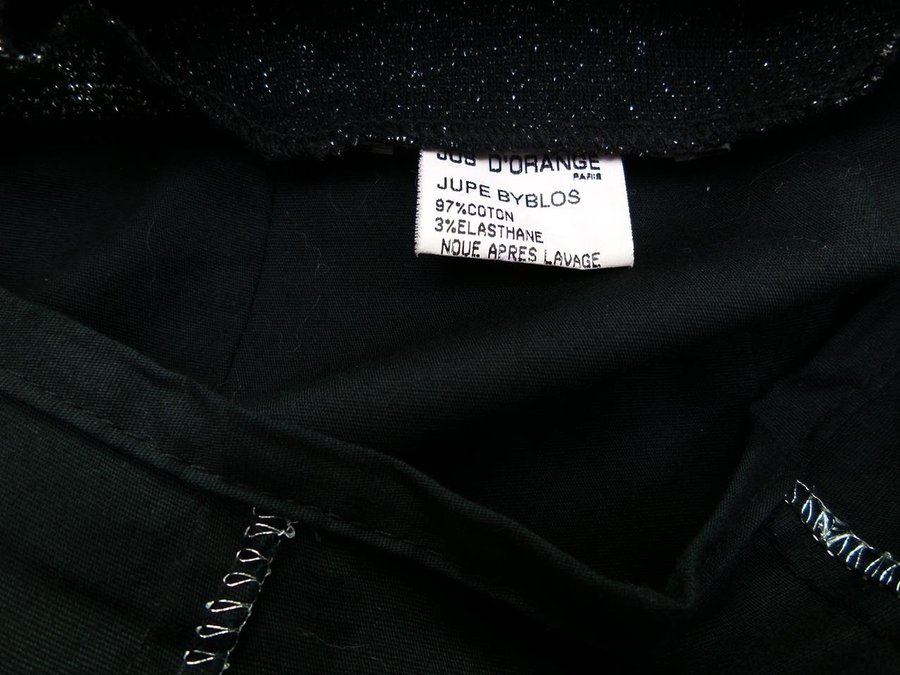 JUS D'ORANGE
PARIS
JUPE BYBLOS
97%COTON
3%ELASTHANE
NOUE APRES LAVAGE